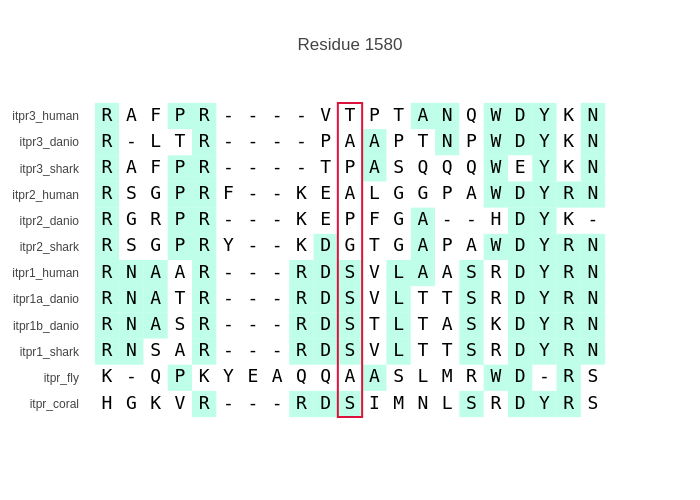 Residue 1580
itpr3_human R A F P R - - - - V T P T A N Q W D Y K N
itpr3_danio R - L T R - - - - P A A P T N P W D Y K N
itpr3_shark R A F P R - - - - T P A S Q Q Q W E Y K N
itpr2_human R S G P R F - - K E A L G G P A W D Y R N
itpr2_danio R G R P R - - - K E P F G A - - H D Y K -
itpr2_shark R S G P R Y - - K D G T G A P A W D Y R N
itpr1_human R N A A R - - - R D S V L A A S R D Y R N
itpr1a_danio R N A T R - - - R D S V L T T S R D Y R N
itpr1b_danio R N A S R - - - R D S T L T A S K D Y R N
itpr1_shark R N S A R - - - R D S V L T T S R D Y R N
itpr_fly K - Q P K Y E A Q Q A A S L M R W D - R S
itpr_coral H G K V R - - - R D S I M N L S R D Y R S